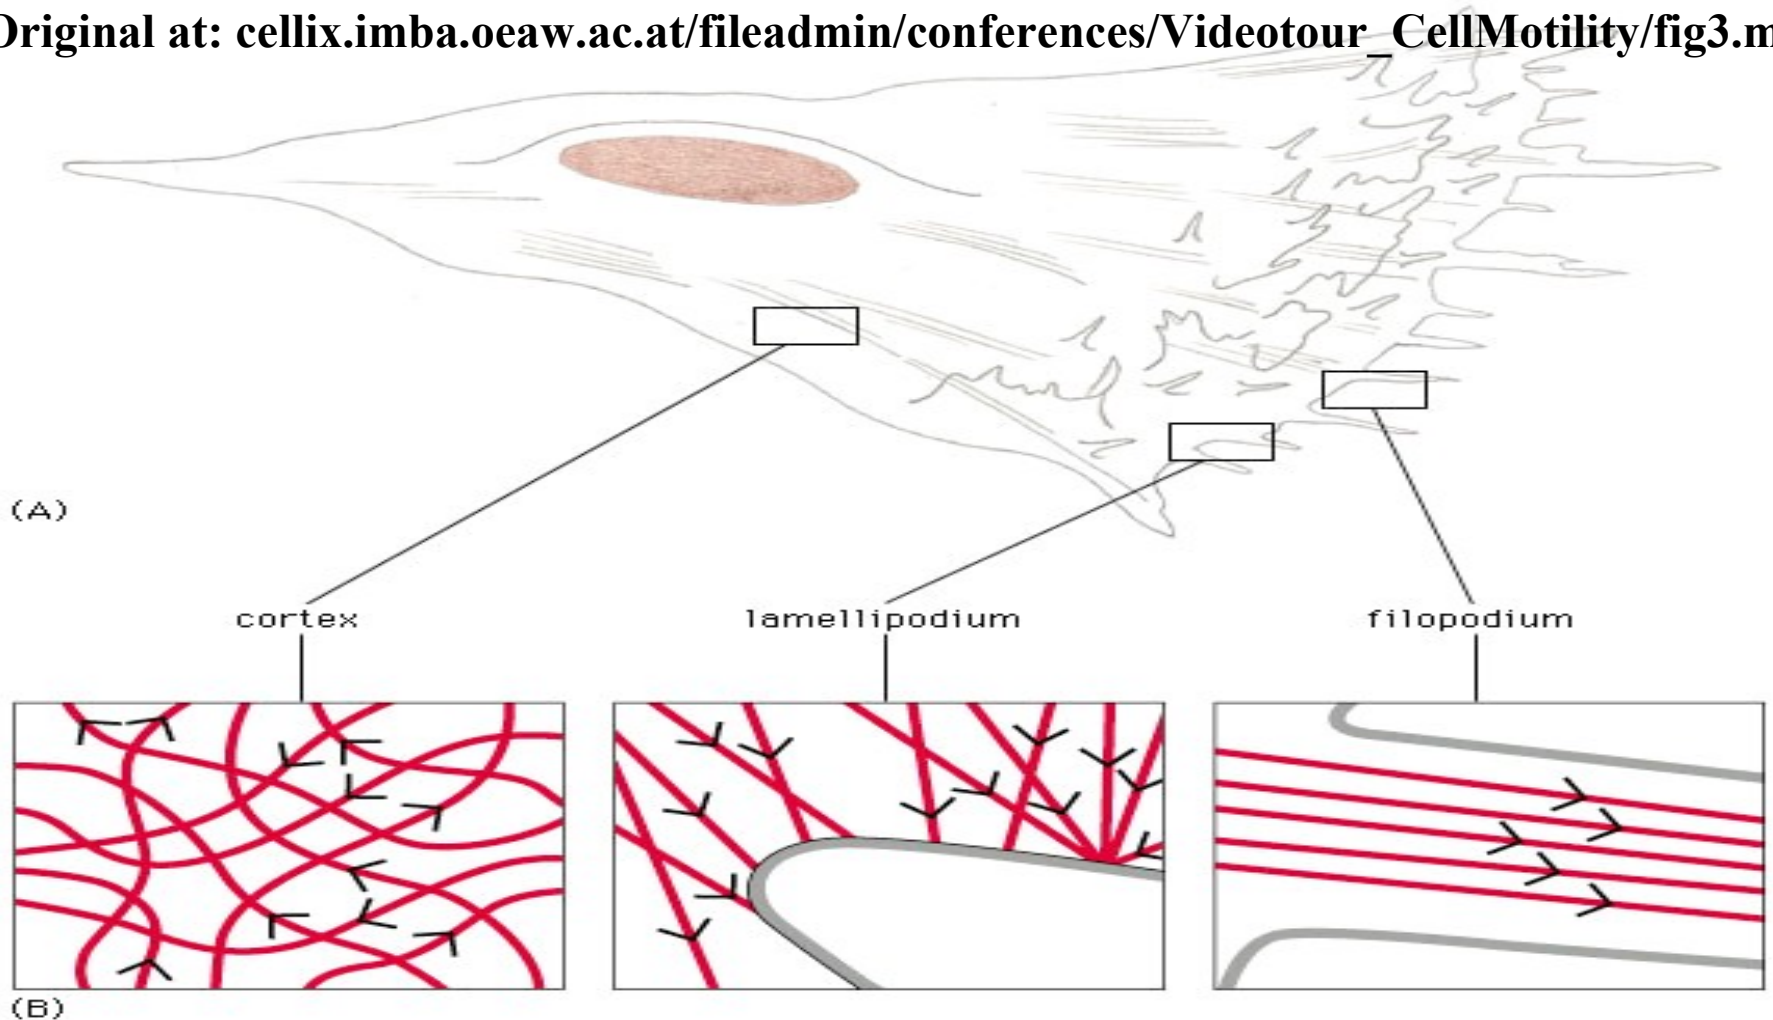 Original at: cellix.imba.oeaw.ac.at/fileadmin/conferences/Videotour_CellMotility/fig3.m
(A)
cortex
lamellipodium
filopodium
(B)